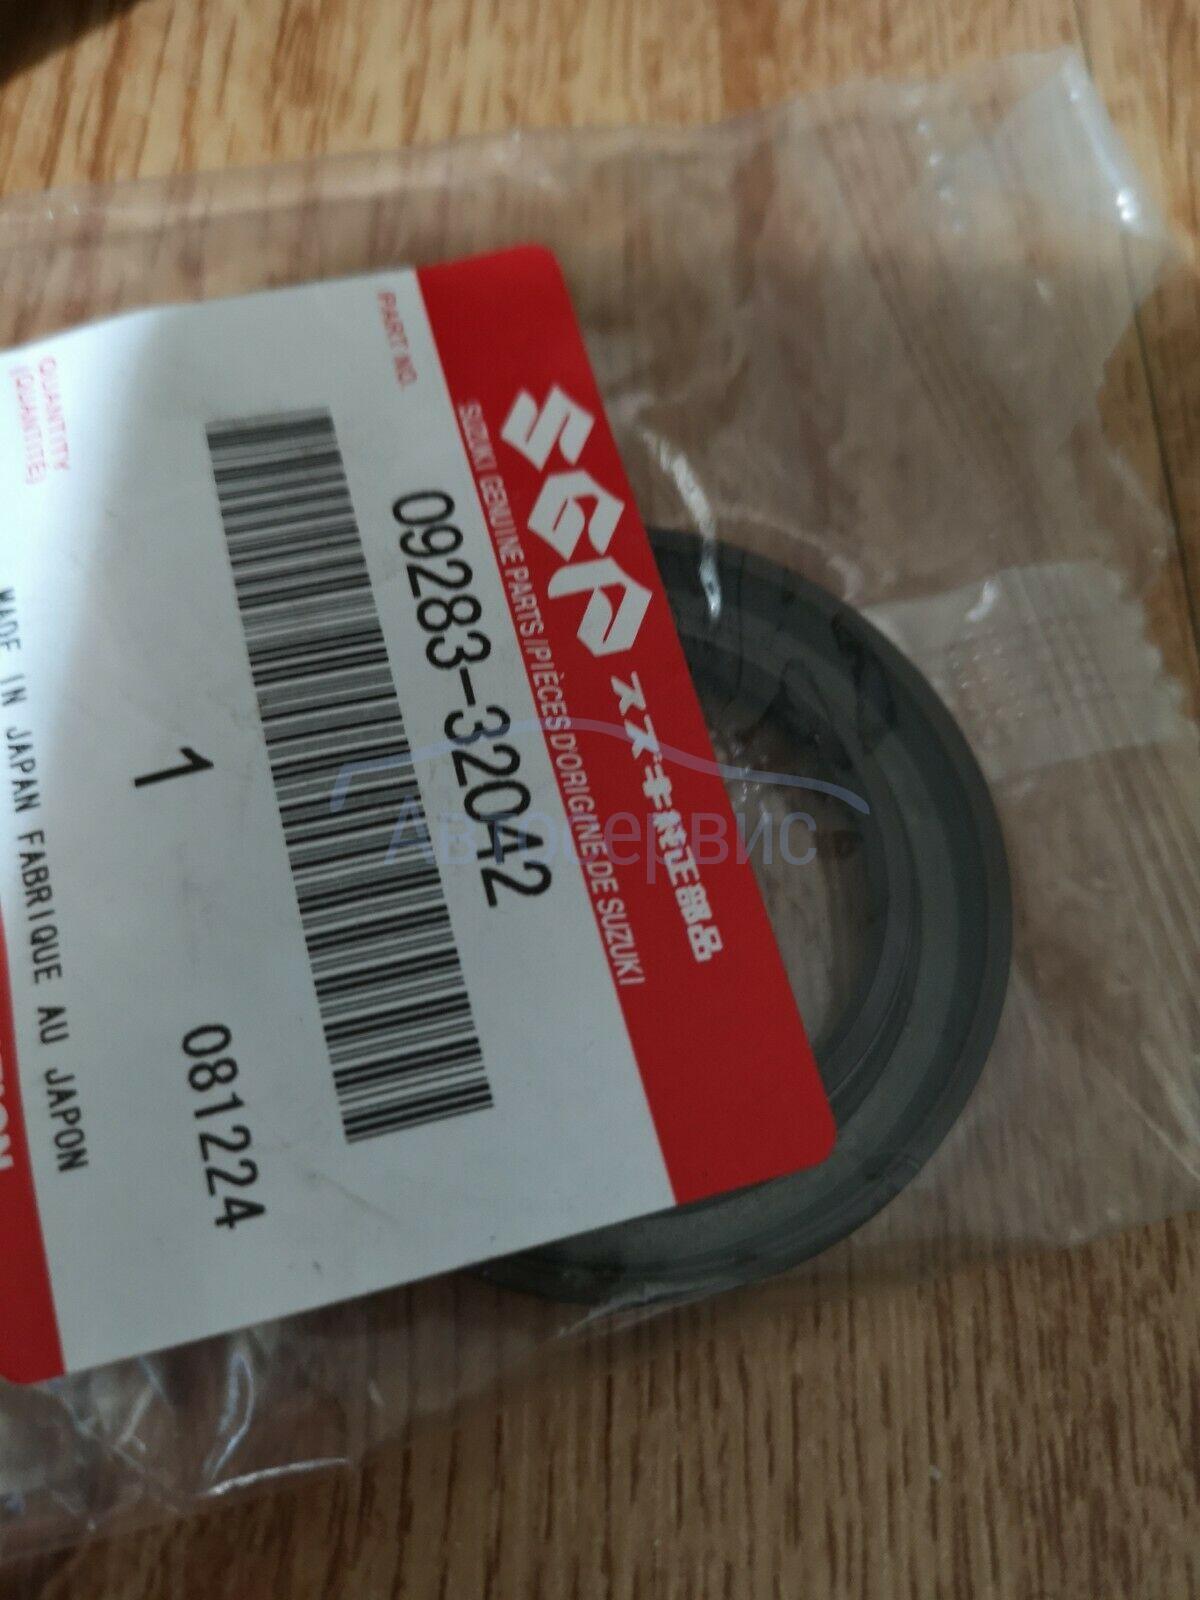 SGP スズキ純正部品
SUZUKI GENUINE PARTS/PIÈCES D'ORIGINE DE SUZUKI
PART NO.
09283-32042
QUANTITY
(QUANTITÉ)
1
081224
MADE IN JAPAN FABRIQUE AU JAPON
Автосервис